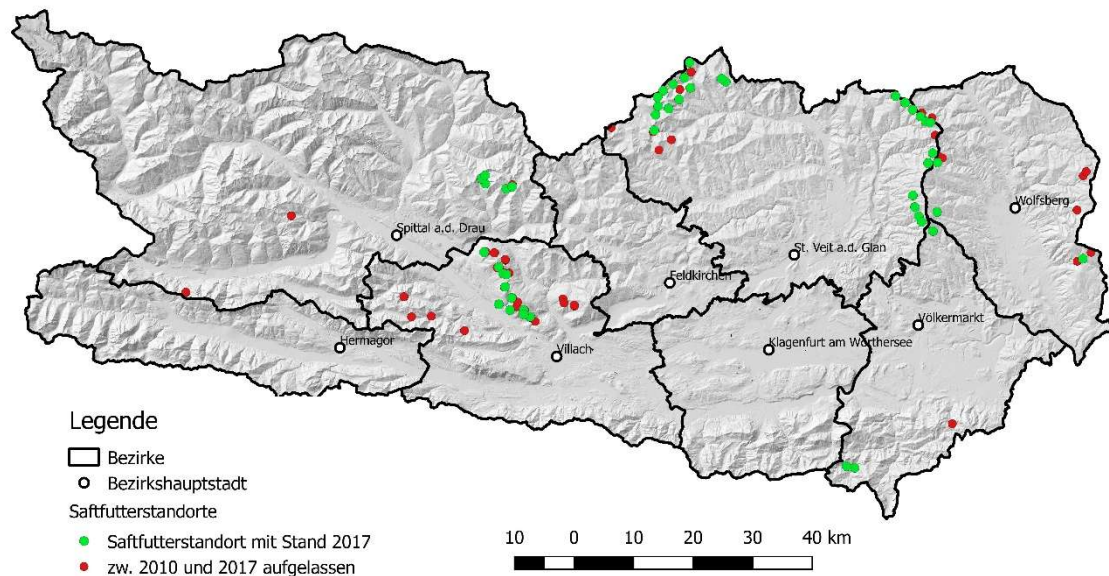 Wolfsberg
Spittal a.d. Drau
St. Veit a.d. Glan
Feldkirchen
Völkermarkt
Hermagor
Villach
Klagenfurt am Wörthersee
Legende
Bezirke
Bezirkshauptstadt
Saftfutterstandorte
Saftfutterstandort mit Stand 2017
zw. 2010 und 2017 aufgelassen
10 0 10 20 30 40 km